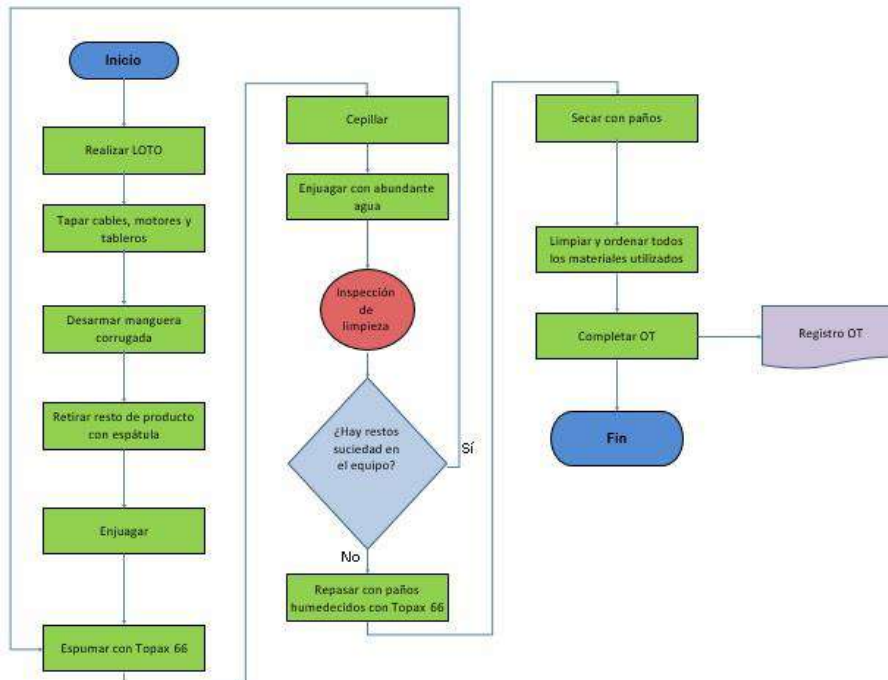 Inicio
Realizar LOTO
Tapar cables, motores y
tableros
Desarmar manguera
corrugada
Retirar resto de producto
con espátula
Enjuagar
Espumar con Topax 66
Cepillar
Enjuagar con abundante
agua
Inspección
de
limpieza
¿Hay restos
suciedad en
el equipo?
Sí
No
Repasar con paños
humedecidos con Topax 66
Secar con paños
Limpiar y ordenar todos
los materiales utilizados
Completar OT
Registro OT
Fin